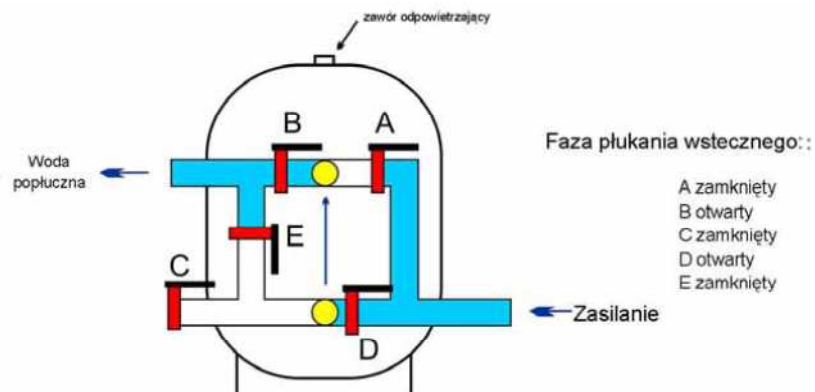 zawór odpowietrzający
B
A
Faza płukania wstecznego::
Woda
popłuczna
A zamknięty
B otwarty
C zamknięty
D otwarty
E zamknięty
E
C
Zasilanie
D